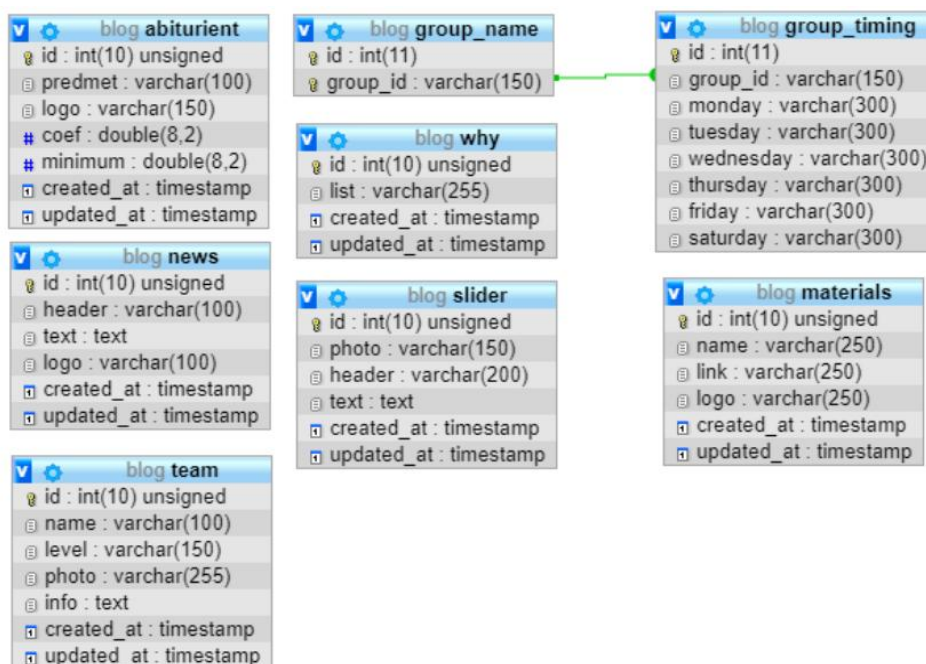 blog abiturient
id : int(10) unsigned
predmet : varchar(100)
logo : varchar(150)
# coef : double(8,2)
# minimum : double(8,2)
created_at : timestamp
updated_at : timestamp
blog news
id : int(10) unsigned
header : varchar(100)
text : text
logo : varchar(100)
created_at : timestamp
updated_at : timestamp
blog team
id : int(10) unsigned
name : varchar(100)
level : varchar(150)
photo : varchar(255)
info : text
created_at : timestamp
updated_at : timestamp
blog group_name
id : int(11)
group_id : varchar(150)
blog why
id : int(10) unsigned
list : varchar(255)
created_at : timestamp
updated_at : timestamp
blog slider
id : int(10) unsigned
photo : varchar(150)
header : varchar(200)
text : text
created_at : timestamp
updated_at : timestamp
blog group_timing
id : int(11)
group_id : varchar(150)
monday : varchar(300)
tuesday : varchar(300)
wednesday : varchar(300)
thursday : varchar(300)
friday : varchar(300)
saturday : varchar(300)
blog materials
id : int(10) unsigned
name : varchar(250)
link : varchar(250)
logo : varchar(250)
created_at : timestamp
updated_at : timestamp